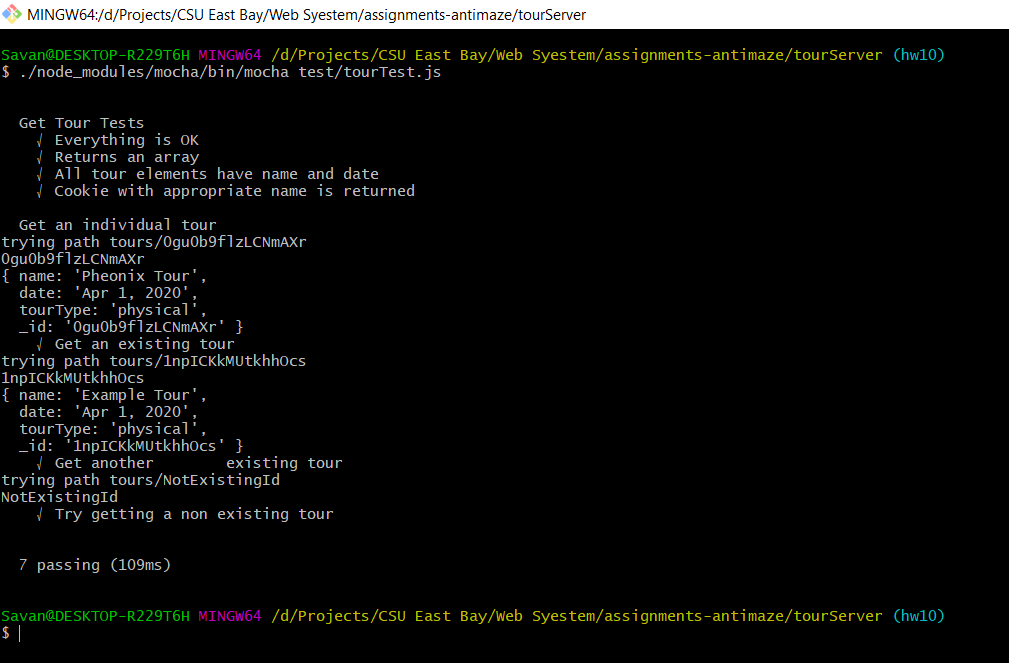 MINGW64:/d/Projects/CSU East Bay/Web Syestem/assignments-antimaze/tourServer
Savan@DESKTOP-R229T6H MINGW64 /d/Projects/CSU East Bay/Web Syestem/assignments-antimaze/tourServer (hw10)
$ ./node_modules/mocha/bin/mocha test/tourTest.js
Get Tour Tests
√ Everything is OK
√ Returns an array
√ All tour elements have name and date
√ Cookie with appropriate name is returned
Get an individual tour
trying path tours/0gu0b9flzLCNmAXr
0gu0b9flzLCNmAXr
{ name: 'Pheonix Tour',
date: 'Apr 1, 2020',
tourType: 'physical',
_id: '0gu0b9flzLCNmAXr' }
√ Get an existing tour
trying path tours/1npICKkMUtkhhOcs
1npICKkMUtkhhOcs
{ name: 'Example Tour',
date: 'Apr 1, 2020',
tourType: 'physical',
_id: '1npICKkMUtkhhOcs' }
√ Get another        existing tour
trying path tours/NotExistingId
NotExistingId
√ Try getting a non existing tour
7 passing (109ms)
Savan@DESKTOP-R229T6H MINGW64 /d/Projects/CSU East Bay/Web Syestem/assignments-antimaze/tourServer (hw10)
$